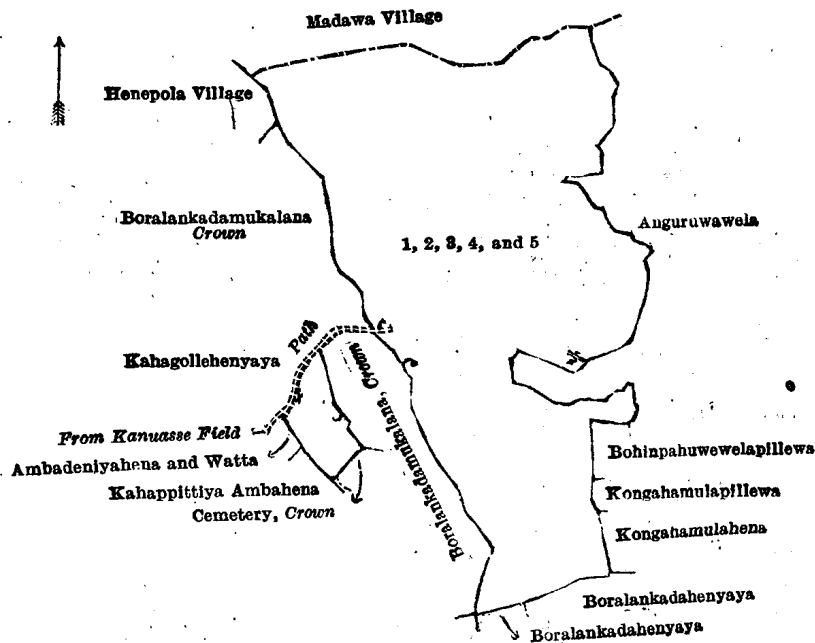 Madawa Village
Henepola Village
Boralankadamukalana
Crown
1, 2, 3, 4, and 5
Anguruwawela
Path
Kahagollehenyaya
Boralankadamukalana, Crown
From Kanuasse Field
Ambadeniyahena and Watta
Kahappittiya Ambahena
Cemetery, Crown
Bohinpahuwewelapillewa
Kongahamulapillewa
Kongahamulahena
Boralankadahenyaya
Boralankadahenyaya